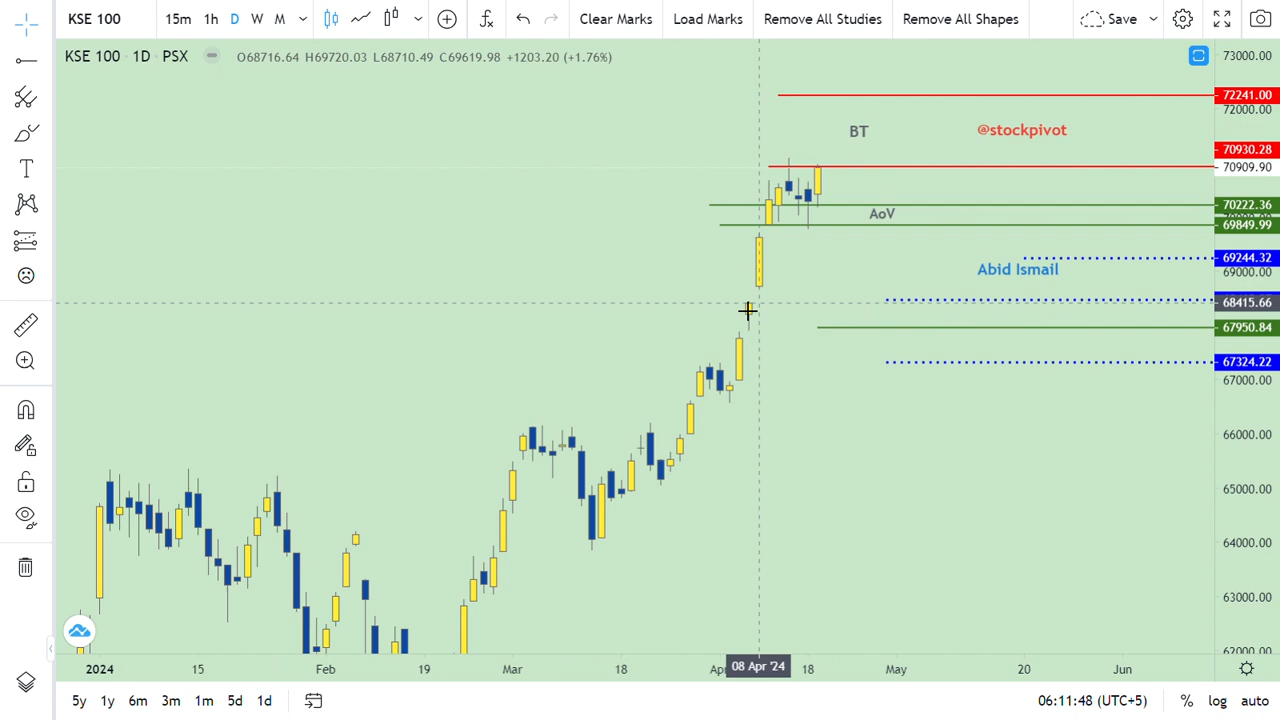 KSE 100 15m 1h D W M Clear Marks Load Marks Remove All Studies Remove All Shapes Save
KSE 100 · 1D · PSX O68716.64 H69720.03 L68710.49 C69619.98 +1203.20 (+1.76%)
73000.00
72241.00
72000.00
BT
@stockpivot
70930.28
70909.90
70222.36
AoV
69849.99
69244.32
Abid Ismail
69000.00
68415.66
67950.84
67324.22
67000.00
66000.00
65000.00
64000.00
63000.00
62000.00
2024 15 Feb 19 Mar 18 08 Apr '24 18 May 20 Jun
5y 1y 6m 3m 1m 5d 1d 06:11:48 (UTC+5) % log auto